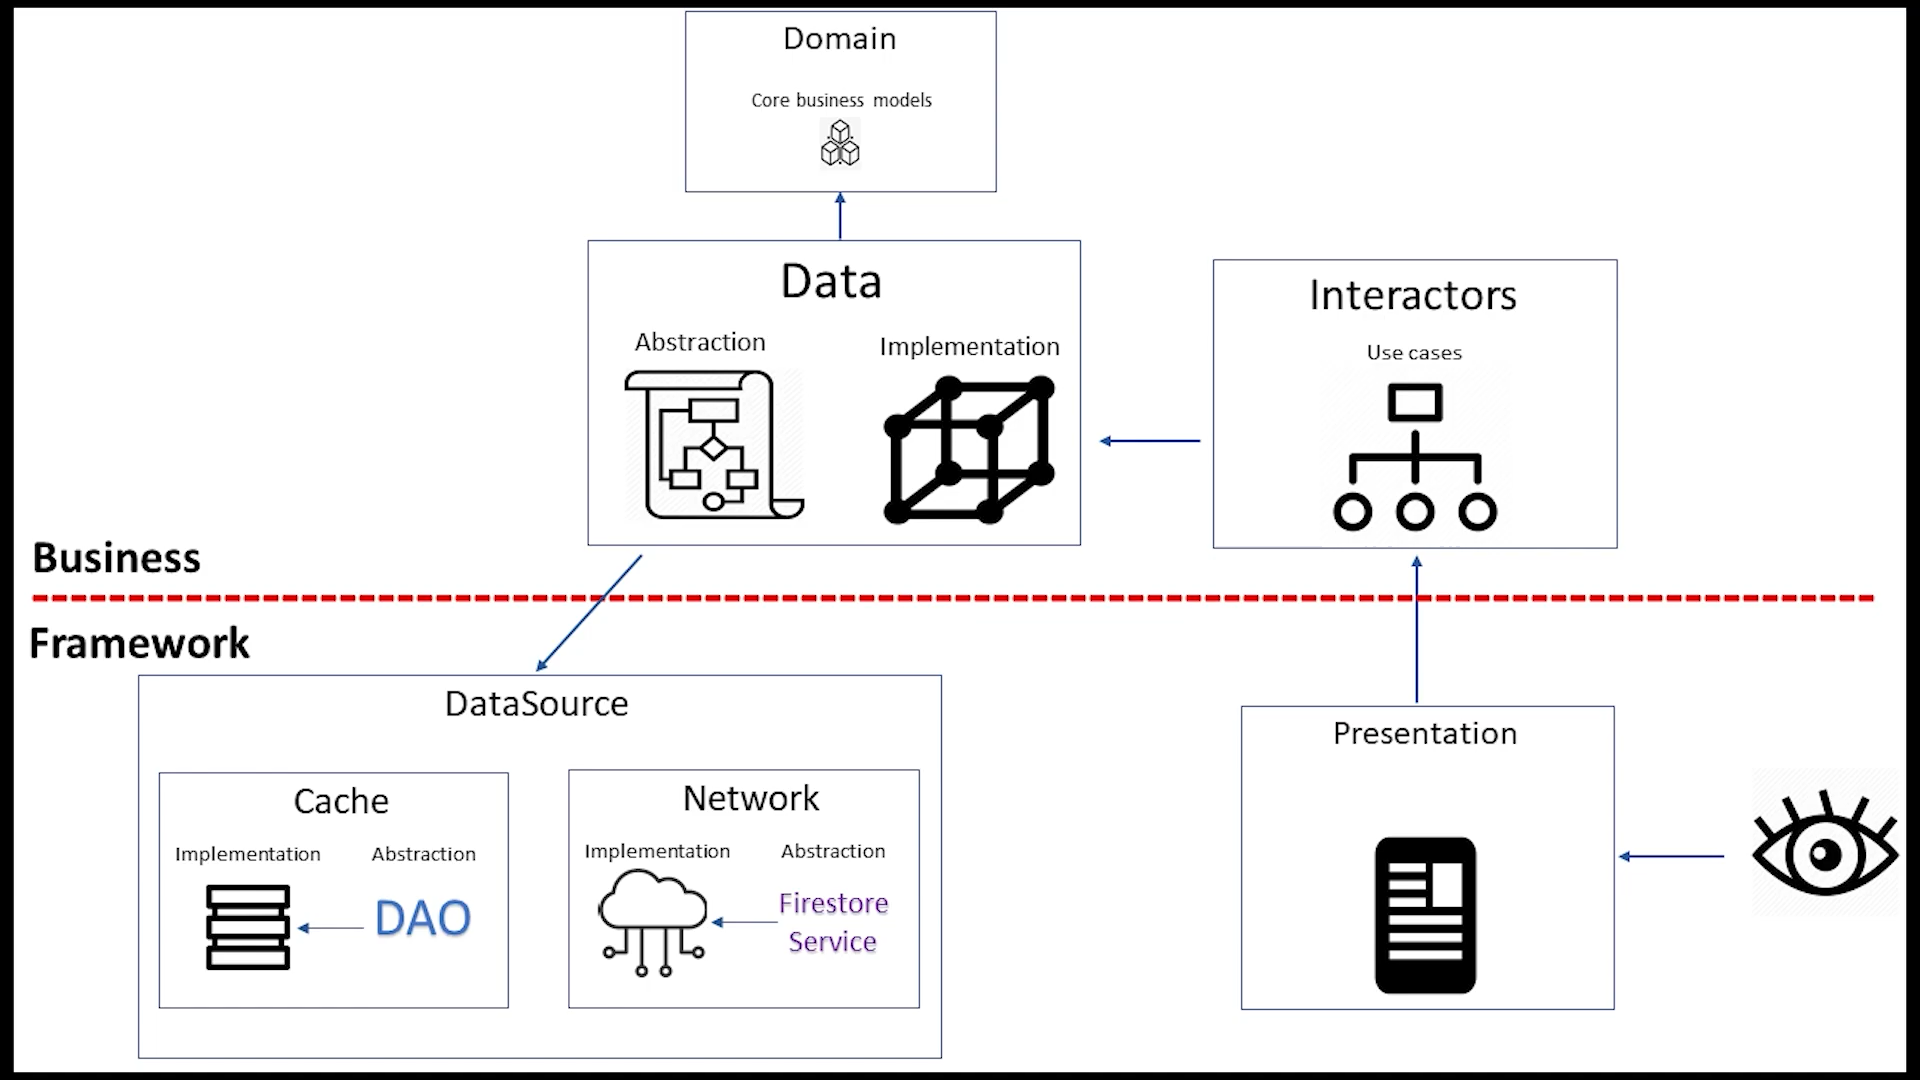 Domain
Core business models
Data
Abstraction
Implementation
Interactors
Use cases
Business
Framework
DataSource
Cache
Implementation
Abstraction
DAO
Network
Implementation
Abstraction
Firestore
Service
Presentation